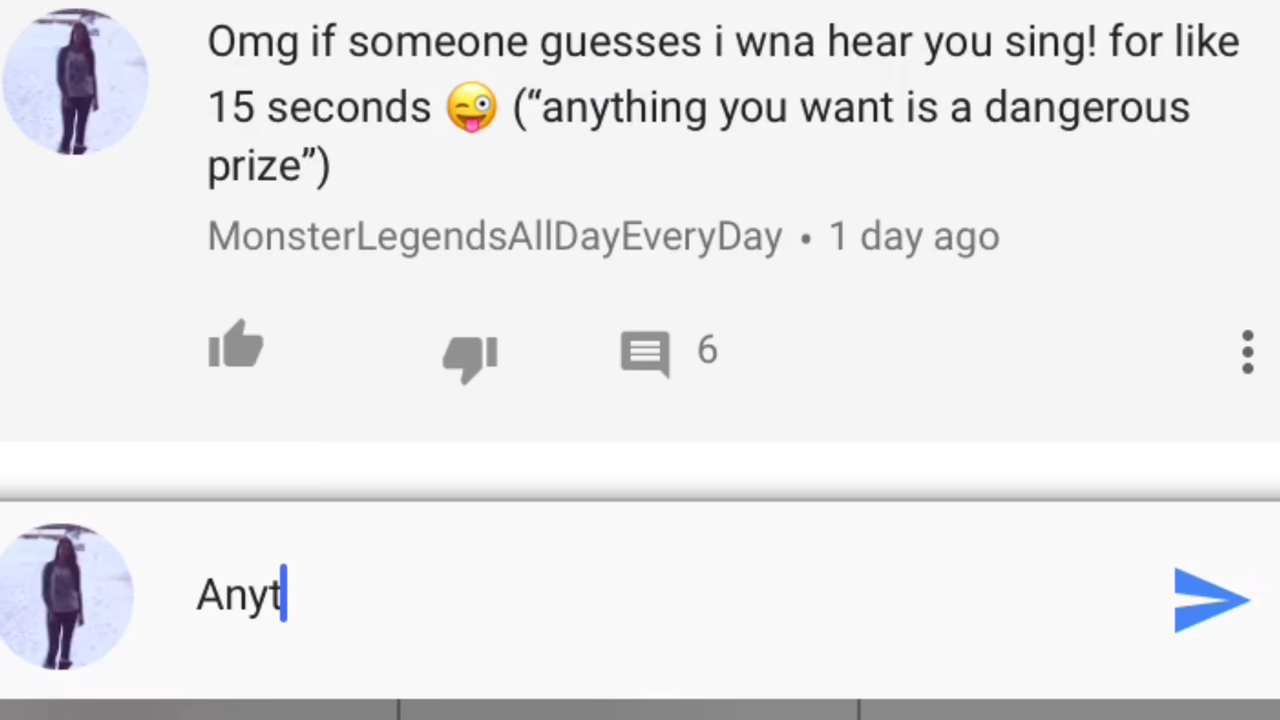 Omg if someone guesses i wna hear you sing! for like
15 seconds 😜 (“anything you want is a dangerous
prize”)
MonsterLegendsAllDayEveryDay • 1 day ago
6
Anyt